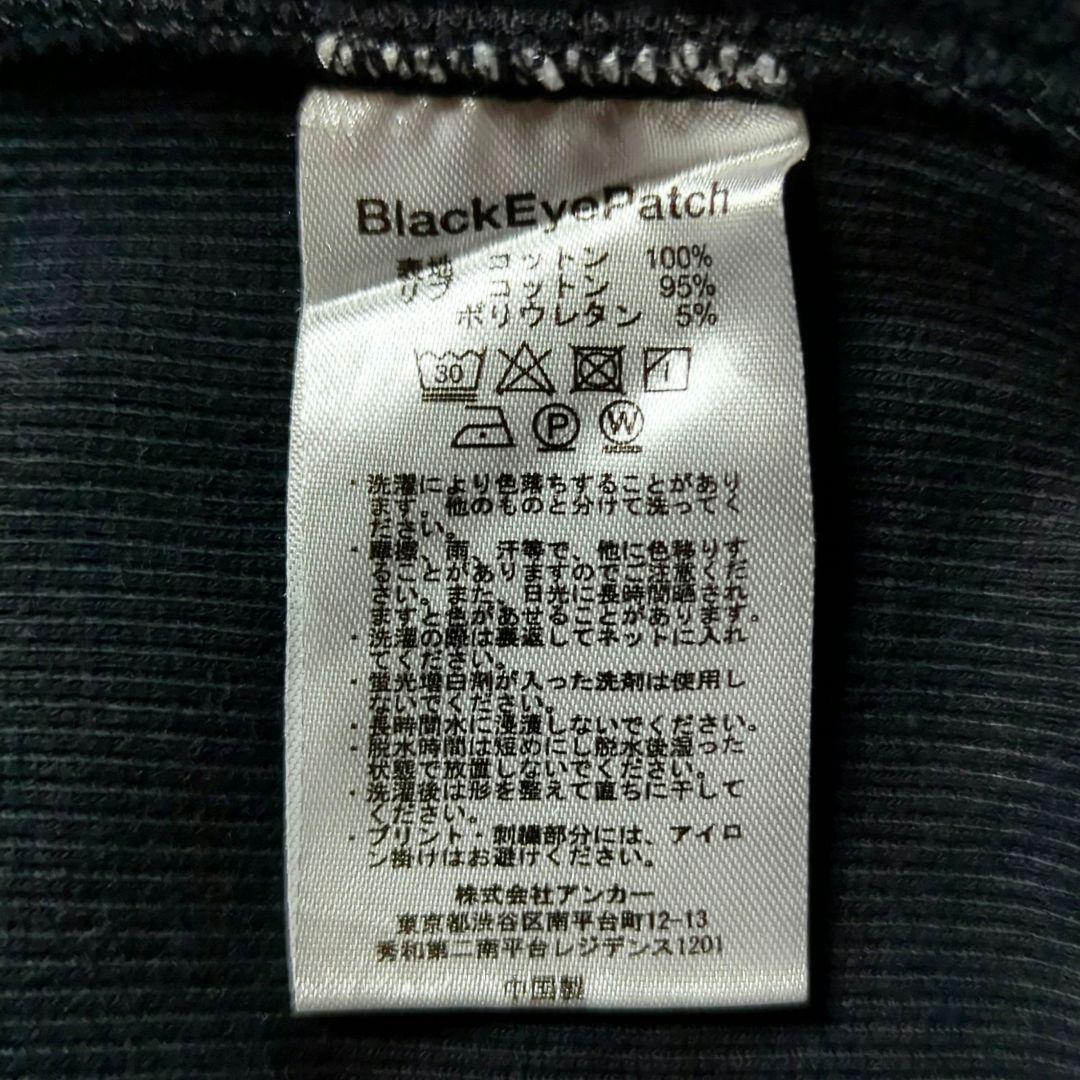 BlackEyePatch
表地 コットン 100%
リブ コットン 95%
ポリウレタン 5%
30
P
W
・洗濯により色落ちすることがあり
ます。他のものと分けて洗ってく
ださい。
・摩擦、雨、汗等で、他に色移りす
ることがありますのでご注意くだ
さい。また、日光に長時間晒され
ますと色があせることがあります。
・洗濯の際は裏返してネットに入れ
てください。
・蛍光増白剤が入った洗剤は使用し
ないでください。
・長時間水に浸漬しないでください。
・脱水時間は短めにし脱水後湿った
状態で放置しないでください。
・洗濯後は形を整えて直ちに干して
ください。
・プリント・刺繍部分には、アイロ
ン掛けはお避けください。
株式会社アンカー
東京都渋谷区南平台町12-13
秀和第二南平台レジデンス1201
中国製